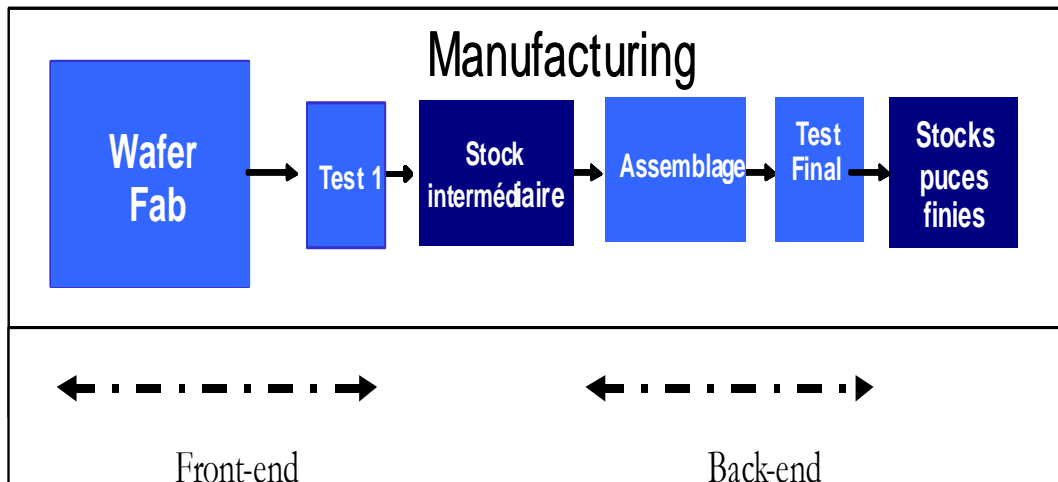 Manufacturing
Wafer
Fab
Test 1
Stock
intermédiaire
Assemblage
Test
Final
Stocks
puces
finies
Front-end
Back-end